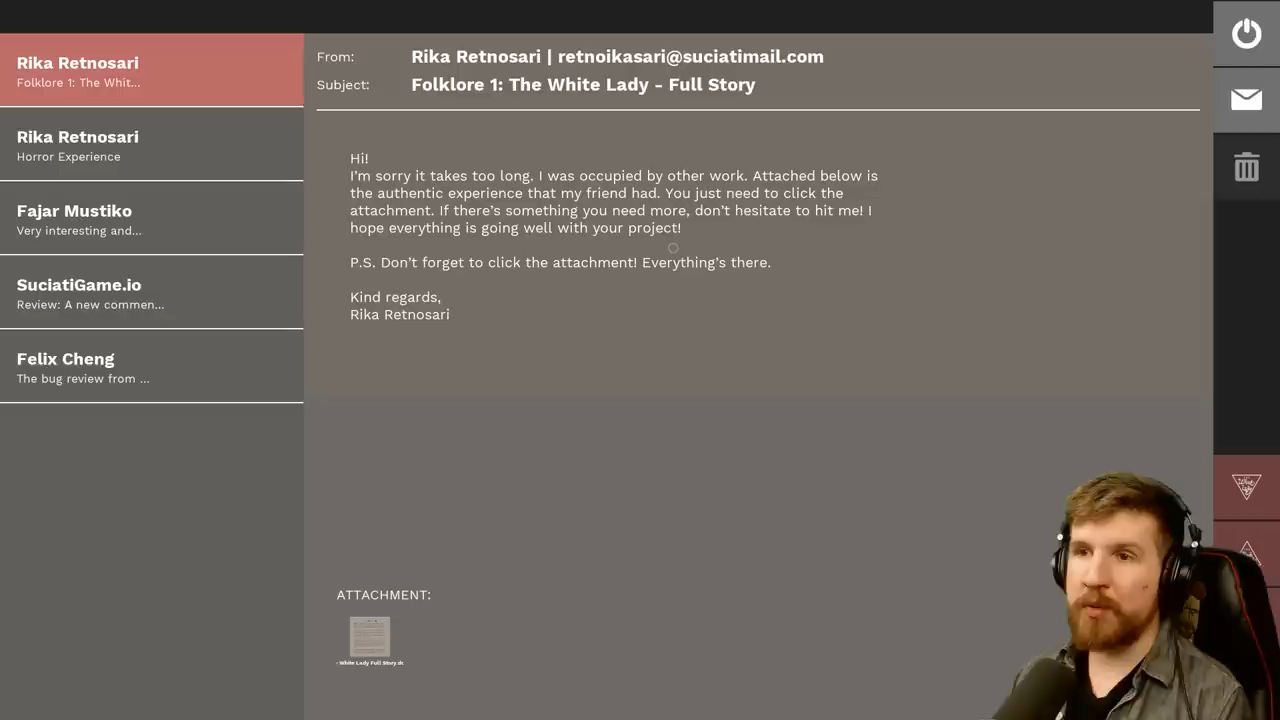 Rika Retnosari
Folklore 1: The Whit...
Rika Retnosari
Horror Experience
Fajar Mustiko
Very interesting and...
SuciatiGame.io
Review: A new commen...
Felix Cheng
The bug review from ...
From: Rika Retnosari | retnoikasari@suciatimail.com
Subject: Folklore 1: The White Lady - Full Story
Hi!
I'm sorry it takes too long. I was occupied by other work. Attached below is
the authentic experience that my friend had. You just need to click the
attachment. If there's something you need more, don't hesitate to hit me! I
hope everything is going well with your project!
P.S. Don't forget to click the attachment! Everything's there.
Kind regards,
Rika Retnosari
ATTACHMENT:
White Lady Full Story.dc